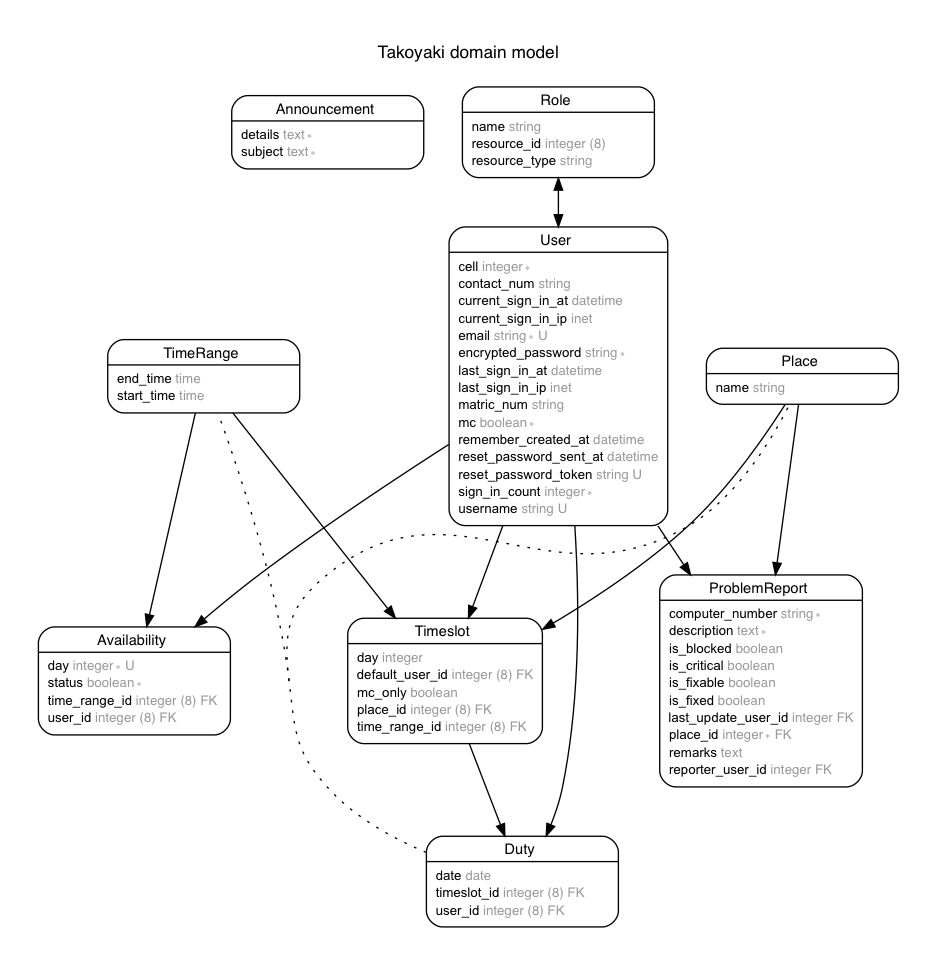 Takoyaki domain model
Announcement
details text *
subject text *
Role
name string
resource_id integer (8)
resource_type string
User
cell integer *
contact_num string
current_sign_in_at datetime
current_sign_in_ip inet
email string * U
encrypted_password string *
last_sign_in_at datetime
last_sign_in_ip inet
matric_num string
mc boolean *
remember_created_at datetime
reset_password_sent_at datetime
reset_password_token string U
sign_in_count integer *
username string U
TimeRange
end_time time
start_time time
Place
name string
Availability
day integer * U
status boolean *
time_range_id integer (8) FK
user_id integer (8) FK
Timeslot
day integer
default_user_id integer (8) FK
mc_only boolean
place_id integer (8) FK
time_range_id integer (8) FK
ProblemReport
computer_number string *
description text *
is_blocked boolean
is_critical boolean
is_fixable boolean
is_fixed boolean
last_update_user_id integer FK
place_id integer * FK
remarks text
reporter_user_id integer FK
Duty
date date
timeslot_id integer (8) FK
user_id integer (8) FK